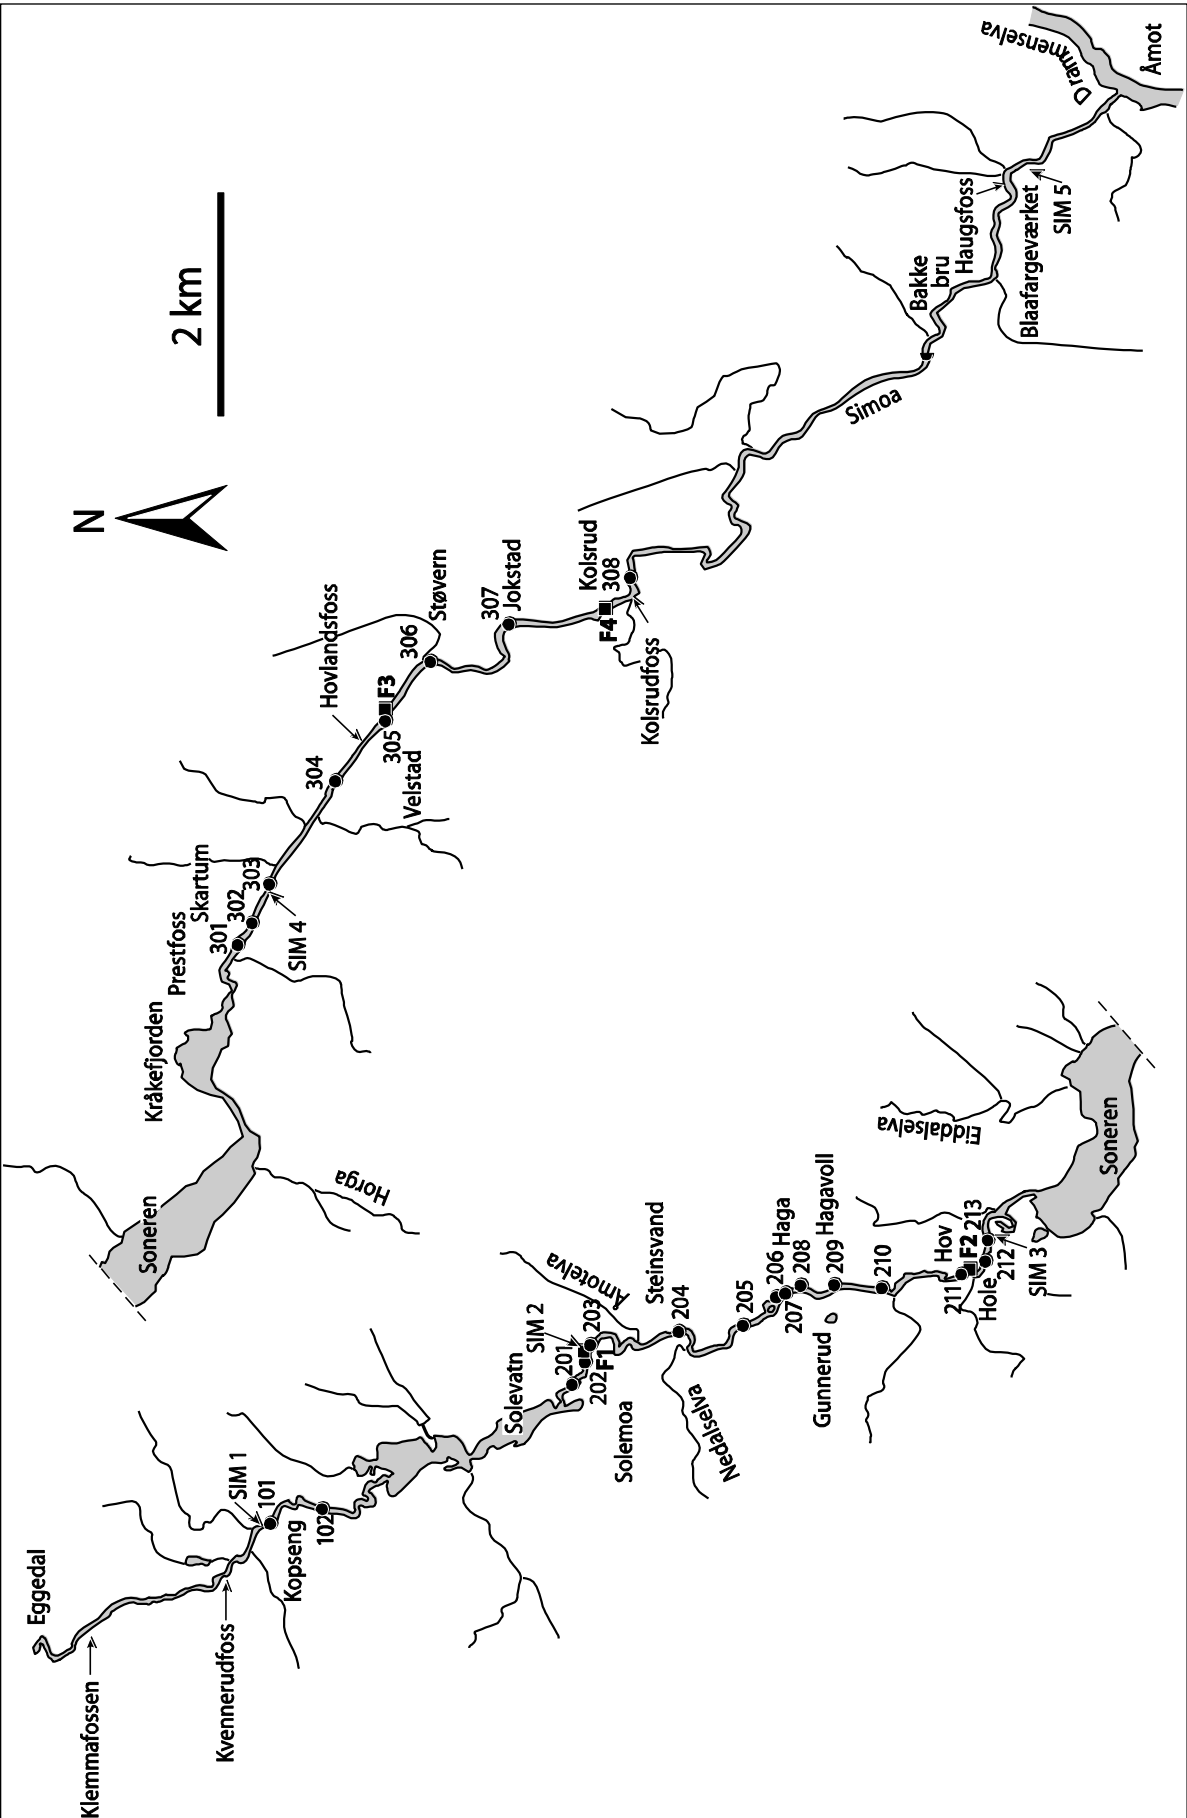 Eggedal
Klemmafossen
Kvennerudfoss
SIM 1
101
Kopseng
102
Solevatn
SIM 2
201
202
F1
203
Solemoa
Åmotelva
Steinsvand
204
Nedalselva
205
206
Haga
207
208
Hagavoll
209
Gunnerud
210
Hov
211
F2
Hole
212
213
SIM 3
Eiddalselva
Soneren
Soneren
Horga
Kråkefjorden
Prestfoss
301
Skartum
302
303
SIM 4
304
Velstad
Hovlandsfoss
305
F3
306
Støvern
307
Jokstad
Kolsrud
308
F4
Kolsrudfoss
N
2 km
Simoa
Bakke
bru
Haugsfoss
Blaafargeværket
SIM 5
Drammenselva
Åmot